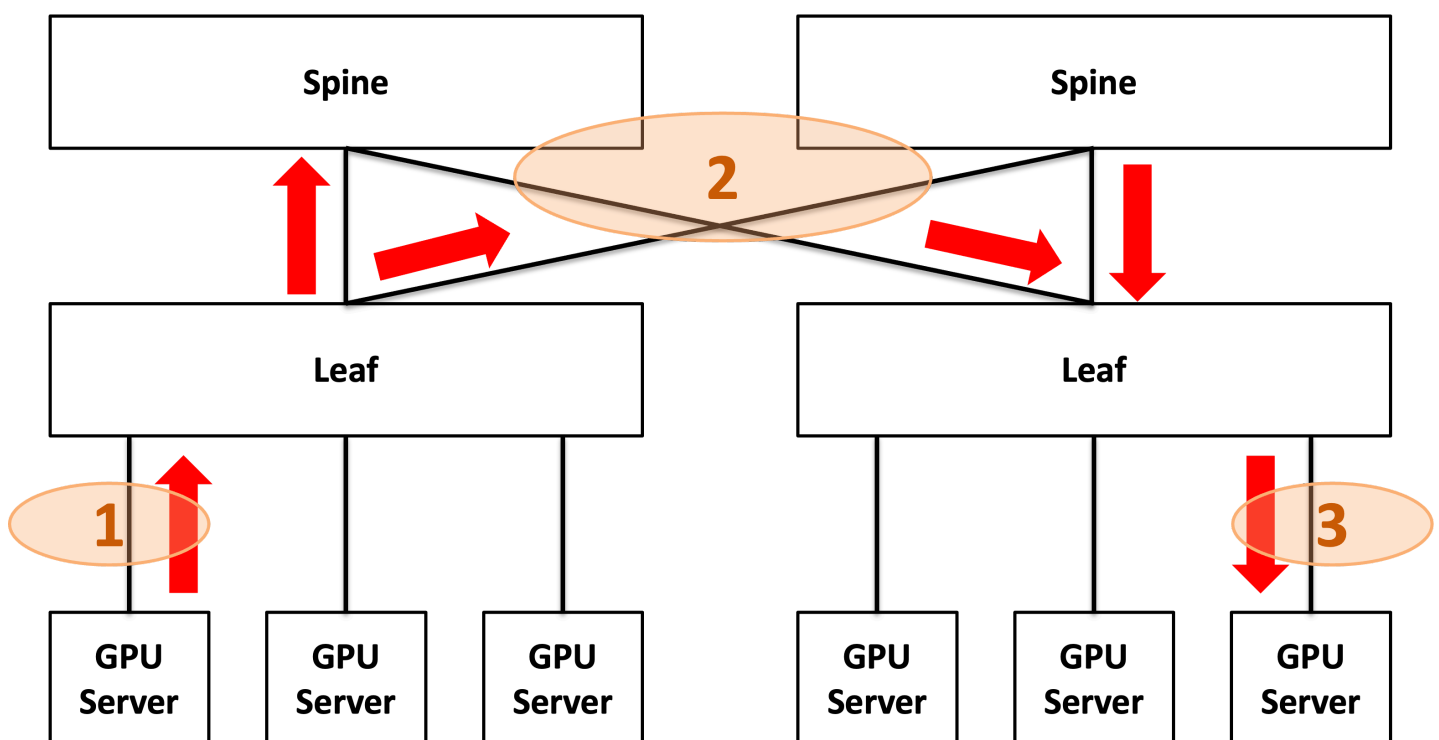 Spine
Spine
2
Leaf
Leaf
1
3
GPU
Server
GPU
Server
GPU
Server
GPU
Server
GPU
Server
GPU
Server